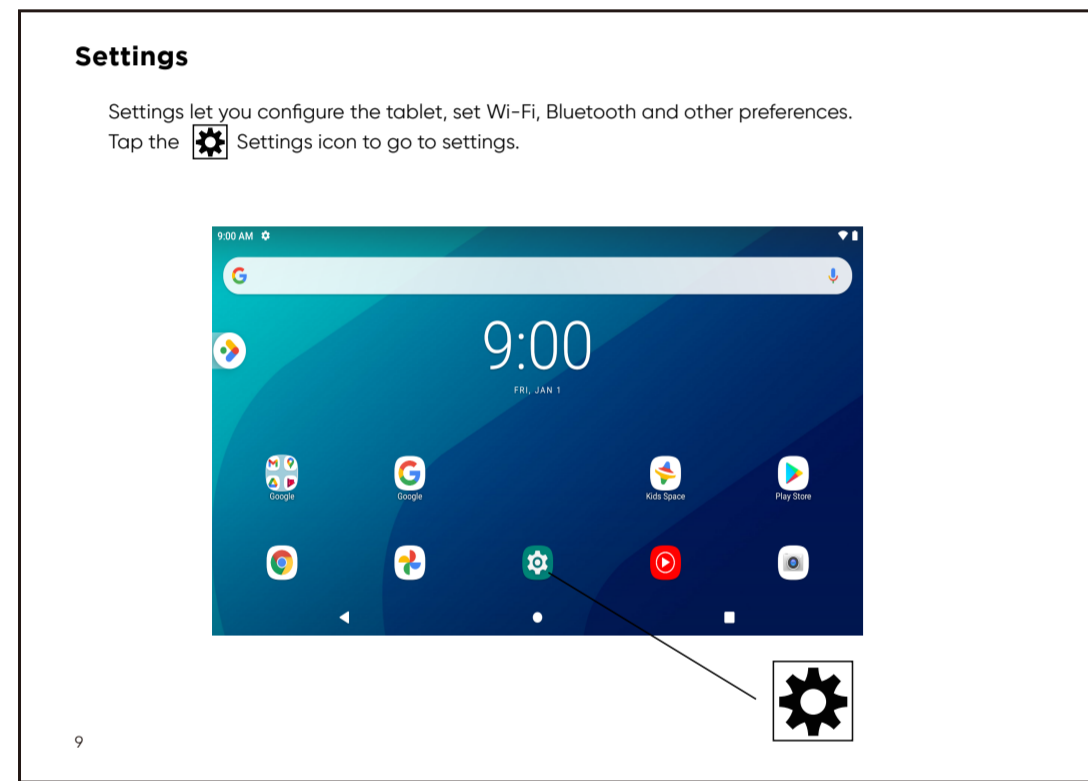 Settings
Settings let you configure the tablet, set Wi-Fi, Bluetooth and other preferences.
Tap the Settings icon to go to settings.
9:00 AM
9:00
FRI, JAN 1
Google
Google
Kids Space
Play Store
9